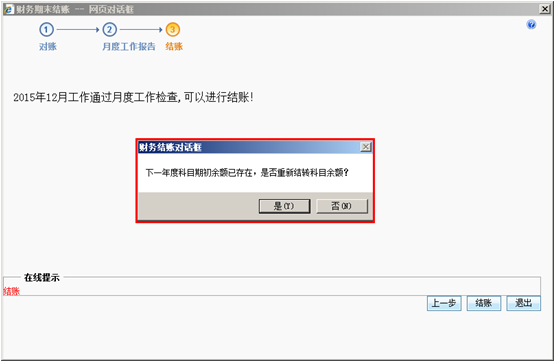 财务期末结账 -- 网页对话框
1 2 3
对账 月度工作报告 结账
2015年12月工作通过月度工作检查,可以进行结账!
财务结账对话框
下一年度科目期初余额已存在，是否重新结转科目余额?
是(Y) 否(N)
在线提示
结账
上一步 结账 退出